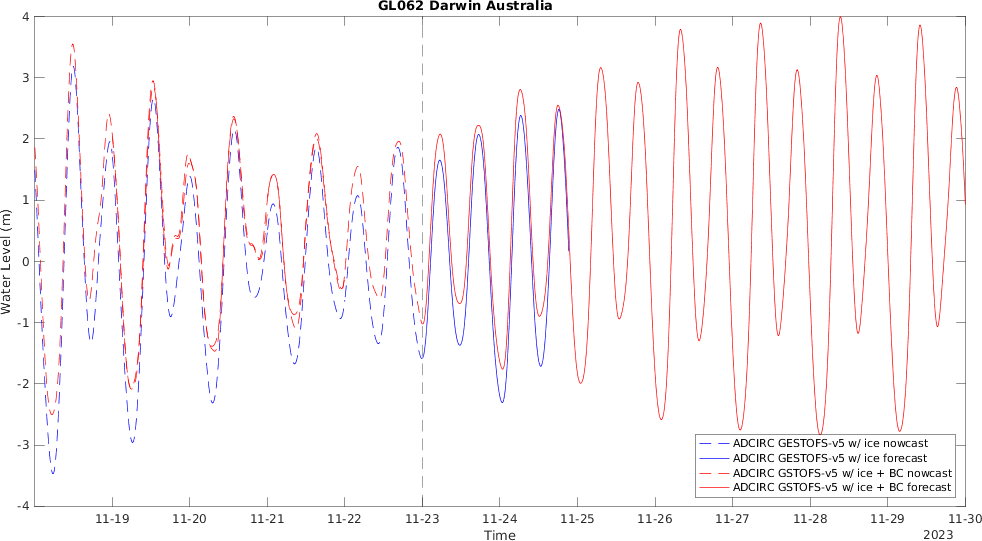 GL062 Darwin Australia
Water Level (m)
4
3
2
1
0
-1
-2
-3
-4
ADCIRC GESTOFS-v5 w/ ice nowcast
ADCIRC GESTOFS-v5 w/ ice forecast
ADCIRC GSTOFS-v5 w/ ice + BC nowcast
ADCIRC GSTOFS-v5 w/ ice + BC forecast
11-19 11-20 11-21 11-22 11-23 11-24 11-25 11-26 11-27 11-28 11-29 11-30
Time
2023